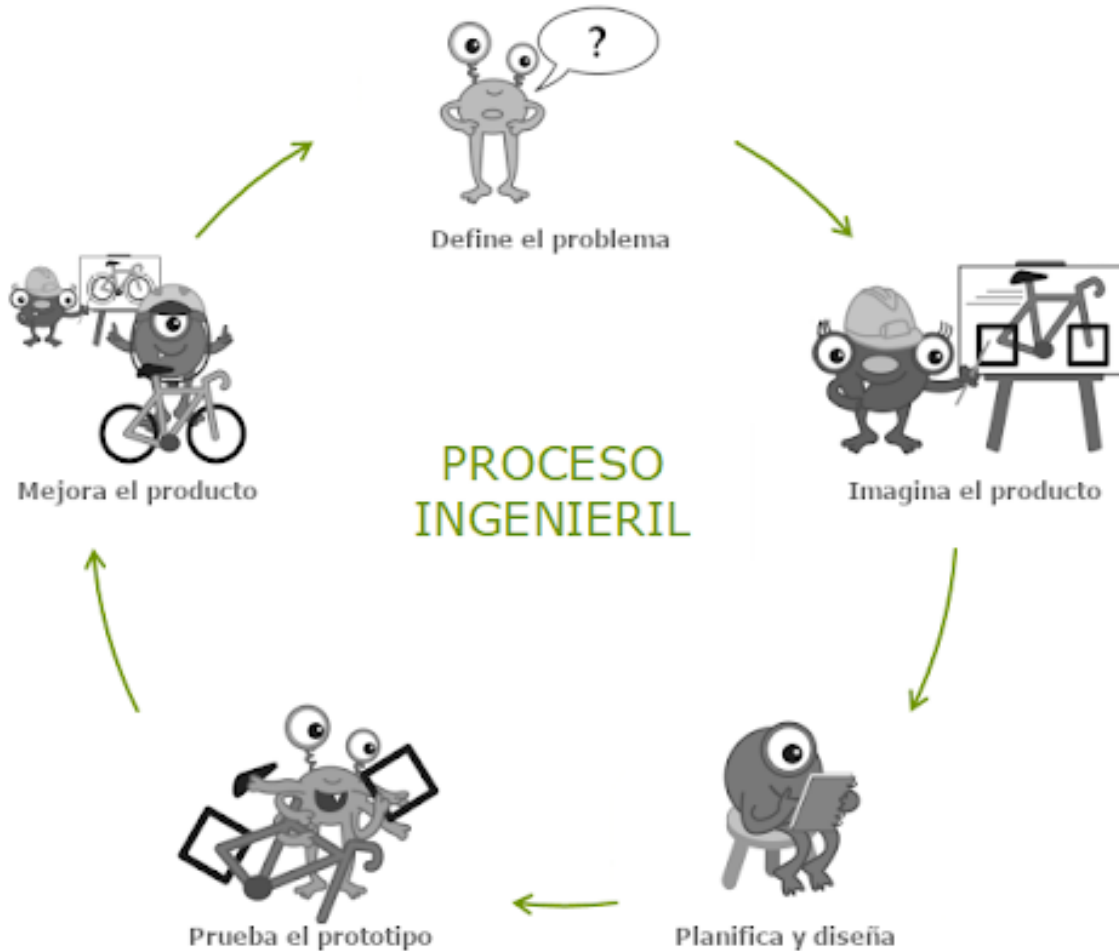 ?
Define el problema
Imagina el producto
Planifica y diseña
Prueba el prototipo
Mejora el producto
PROCESO
INGENIERIL